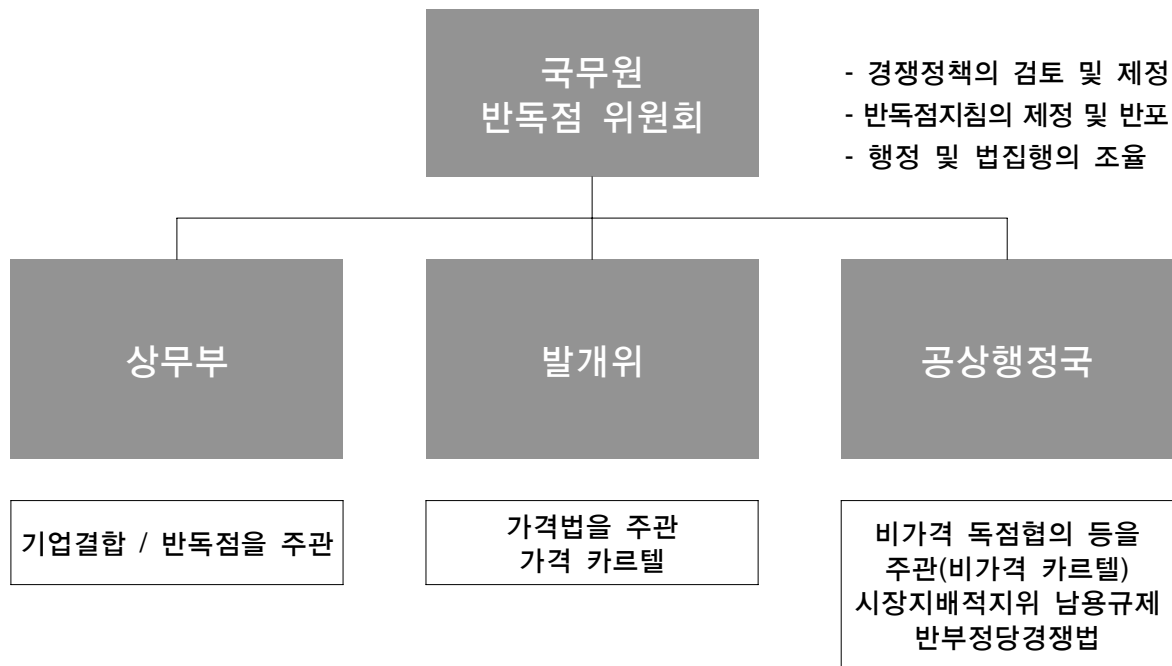 국무원
반독점 위원회
- 경쟁정책의 검토 및 제정
- 반독점지침의 제정 및 반포
- 행정 및 법집행의 조율
상무부
발개위
공상행정국
기업결합 / 반독점을 주관
가격법을 주관
가격 카르텔
비가격 독점협의 등을
주관(비가격 카르텔)
시장지배적지위 남용규제
반부정당경쟁법